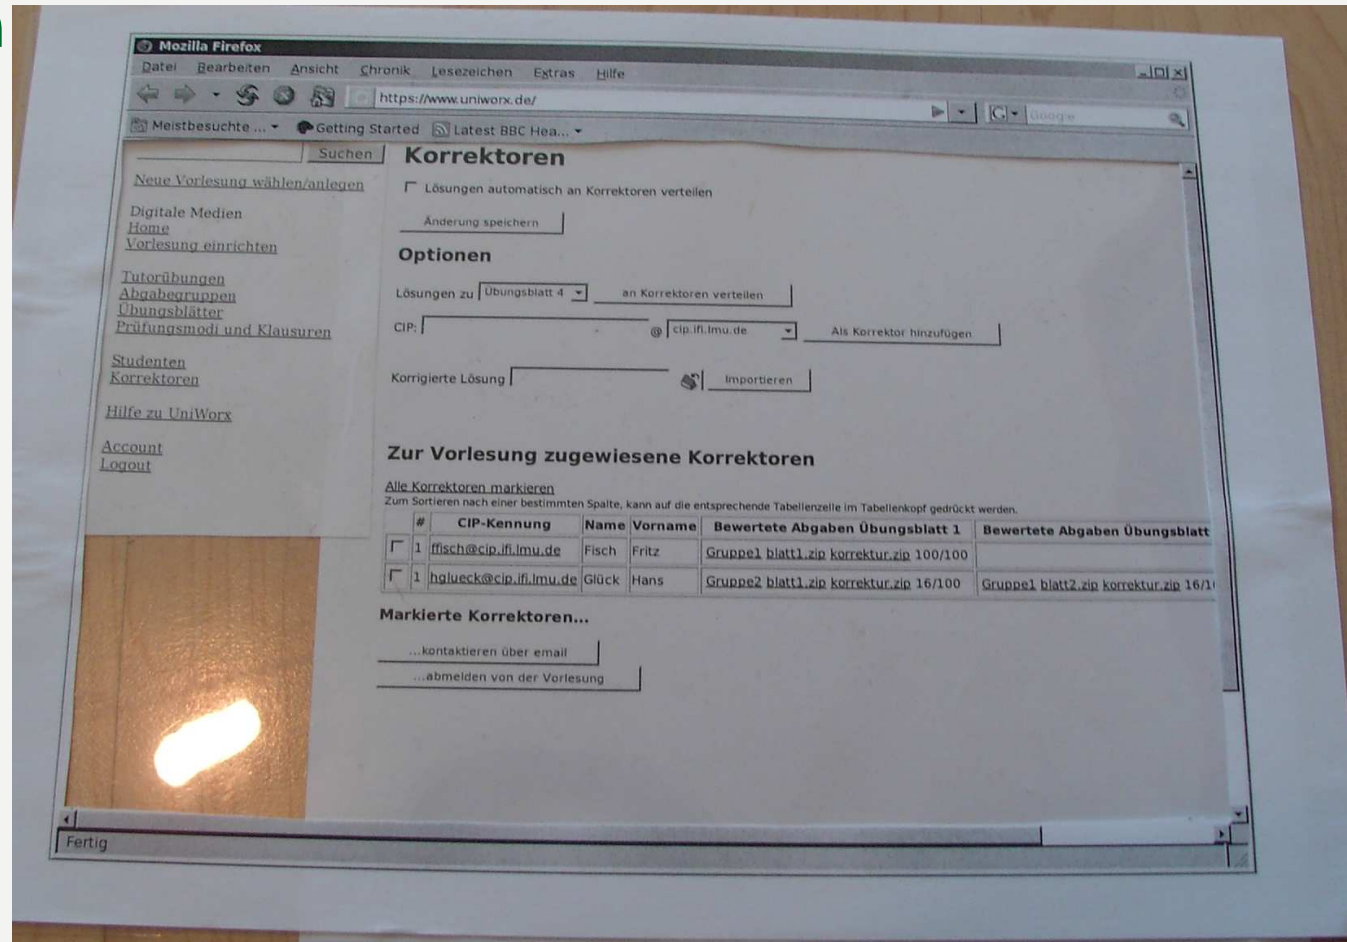 Mozilla Firefox
Datei Bearbeiten Ansicht Chronik Lesezeichen Extras Hilfe
https://www.uniworx.de/
Google
Meistbesuchte ... Getting Started Latest BBC Hea...
Suchen
Neue Vorlesung wählen/anlegen
Digitale Medien
Home
Vorlesung einrichten
Tutorübungen
Abgabegruppen
Übungsblätter
Prüfungsmodi und Klausuren
Studenten
Korrektoren
Hilfe zu UniWorx
Account
Logout
Korrektoren
Lösungen automatisch an Korrektoren verteilen
Änderung speichern
Optionen
Lösungen zu Übungsblatt 4 an Korrektoren verteilen
CIP: @ cip.ifi.lmu.de Als Korrektor hinzufügen
Korrigierte Lösung Importieren
Zur Vorlesung zugewiesene Korrektoren
Alle Korrektoren markieren
Zum Sortieren nach einer bestimmten Spalte, kann auf die entsprechende Tabellenzelle im Tabellenkopf gedrückt werden.
# CIP-Kennung Name Vorname Bewertete Abgaben Übungsblatt 1 Bewertete Abgaben Übungsblatt
1 ffisch@cip.ifi.lmu.de Fisch Fritz Gruppe1 blatt1.zip korrektur.zip 100/100
1 hglueck@cip.ifi.lmu.de Glück Hans Gruppe2 blatt1.zip korrektur.zip 16/100 Gruppe1 blatt2.zip korrektur.zip
Markierte Korrektoren...
...kontaktieren über email
...abmelden von der Vorlesung
Fertig